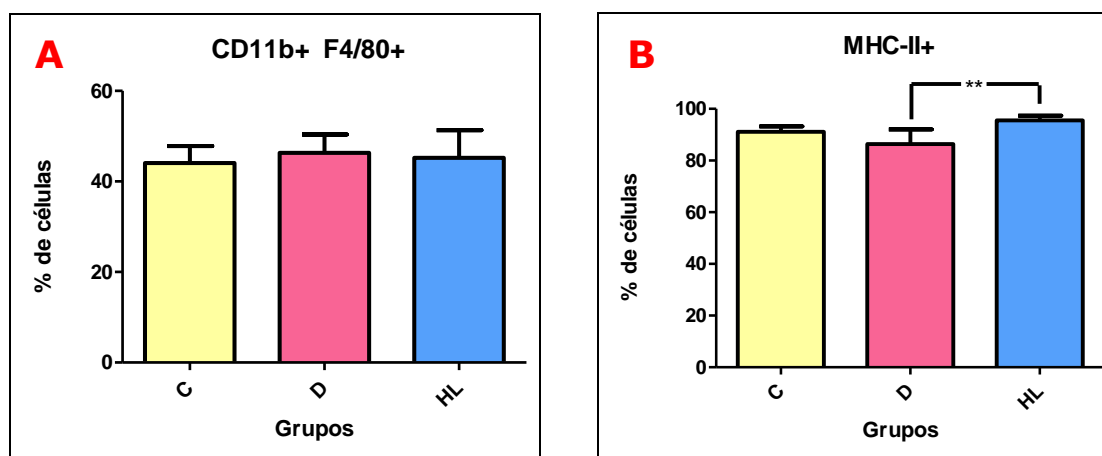 A
CD11b+ F4/80+
60
40
20
0
% de células
C
D
HL
Grupos
B
MHC-II+
**
100
80
60
40
20
0
% de células
C
D
HL
Grupos